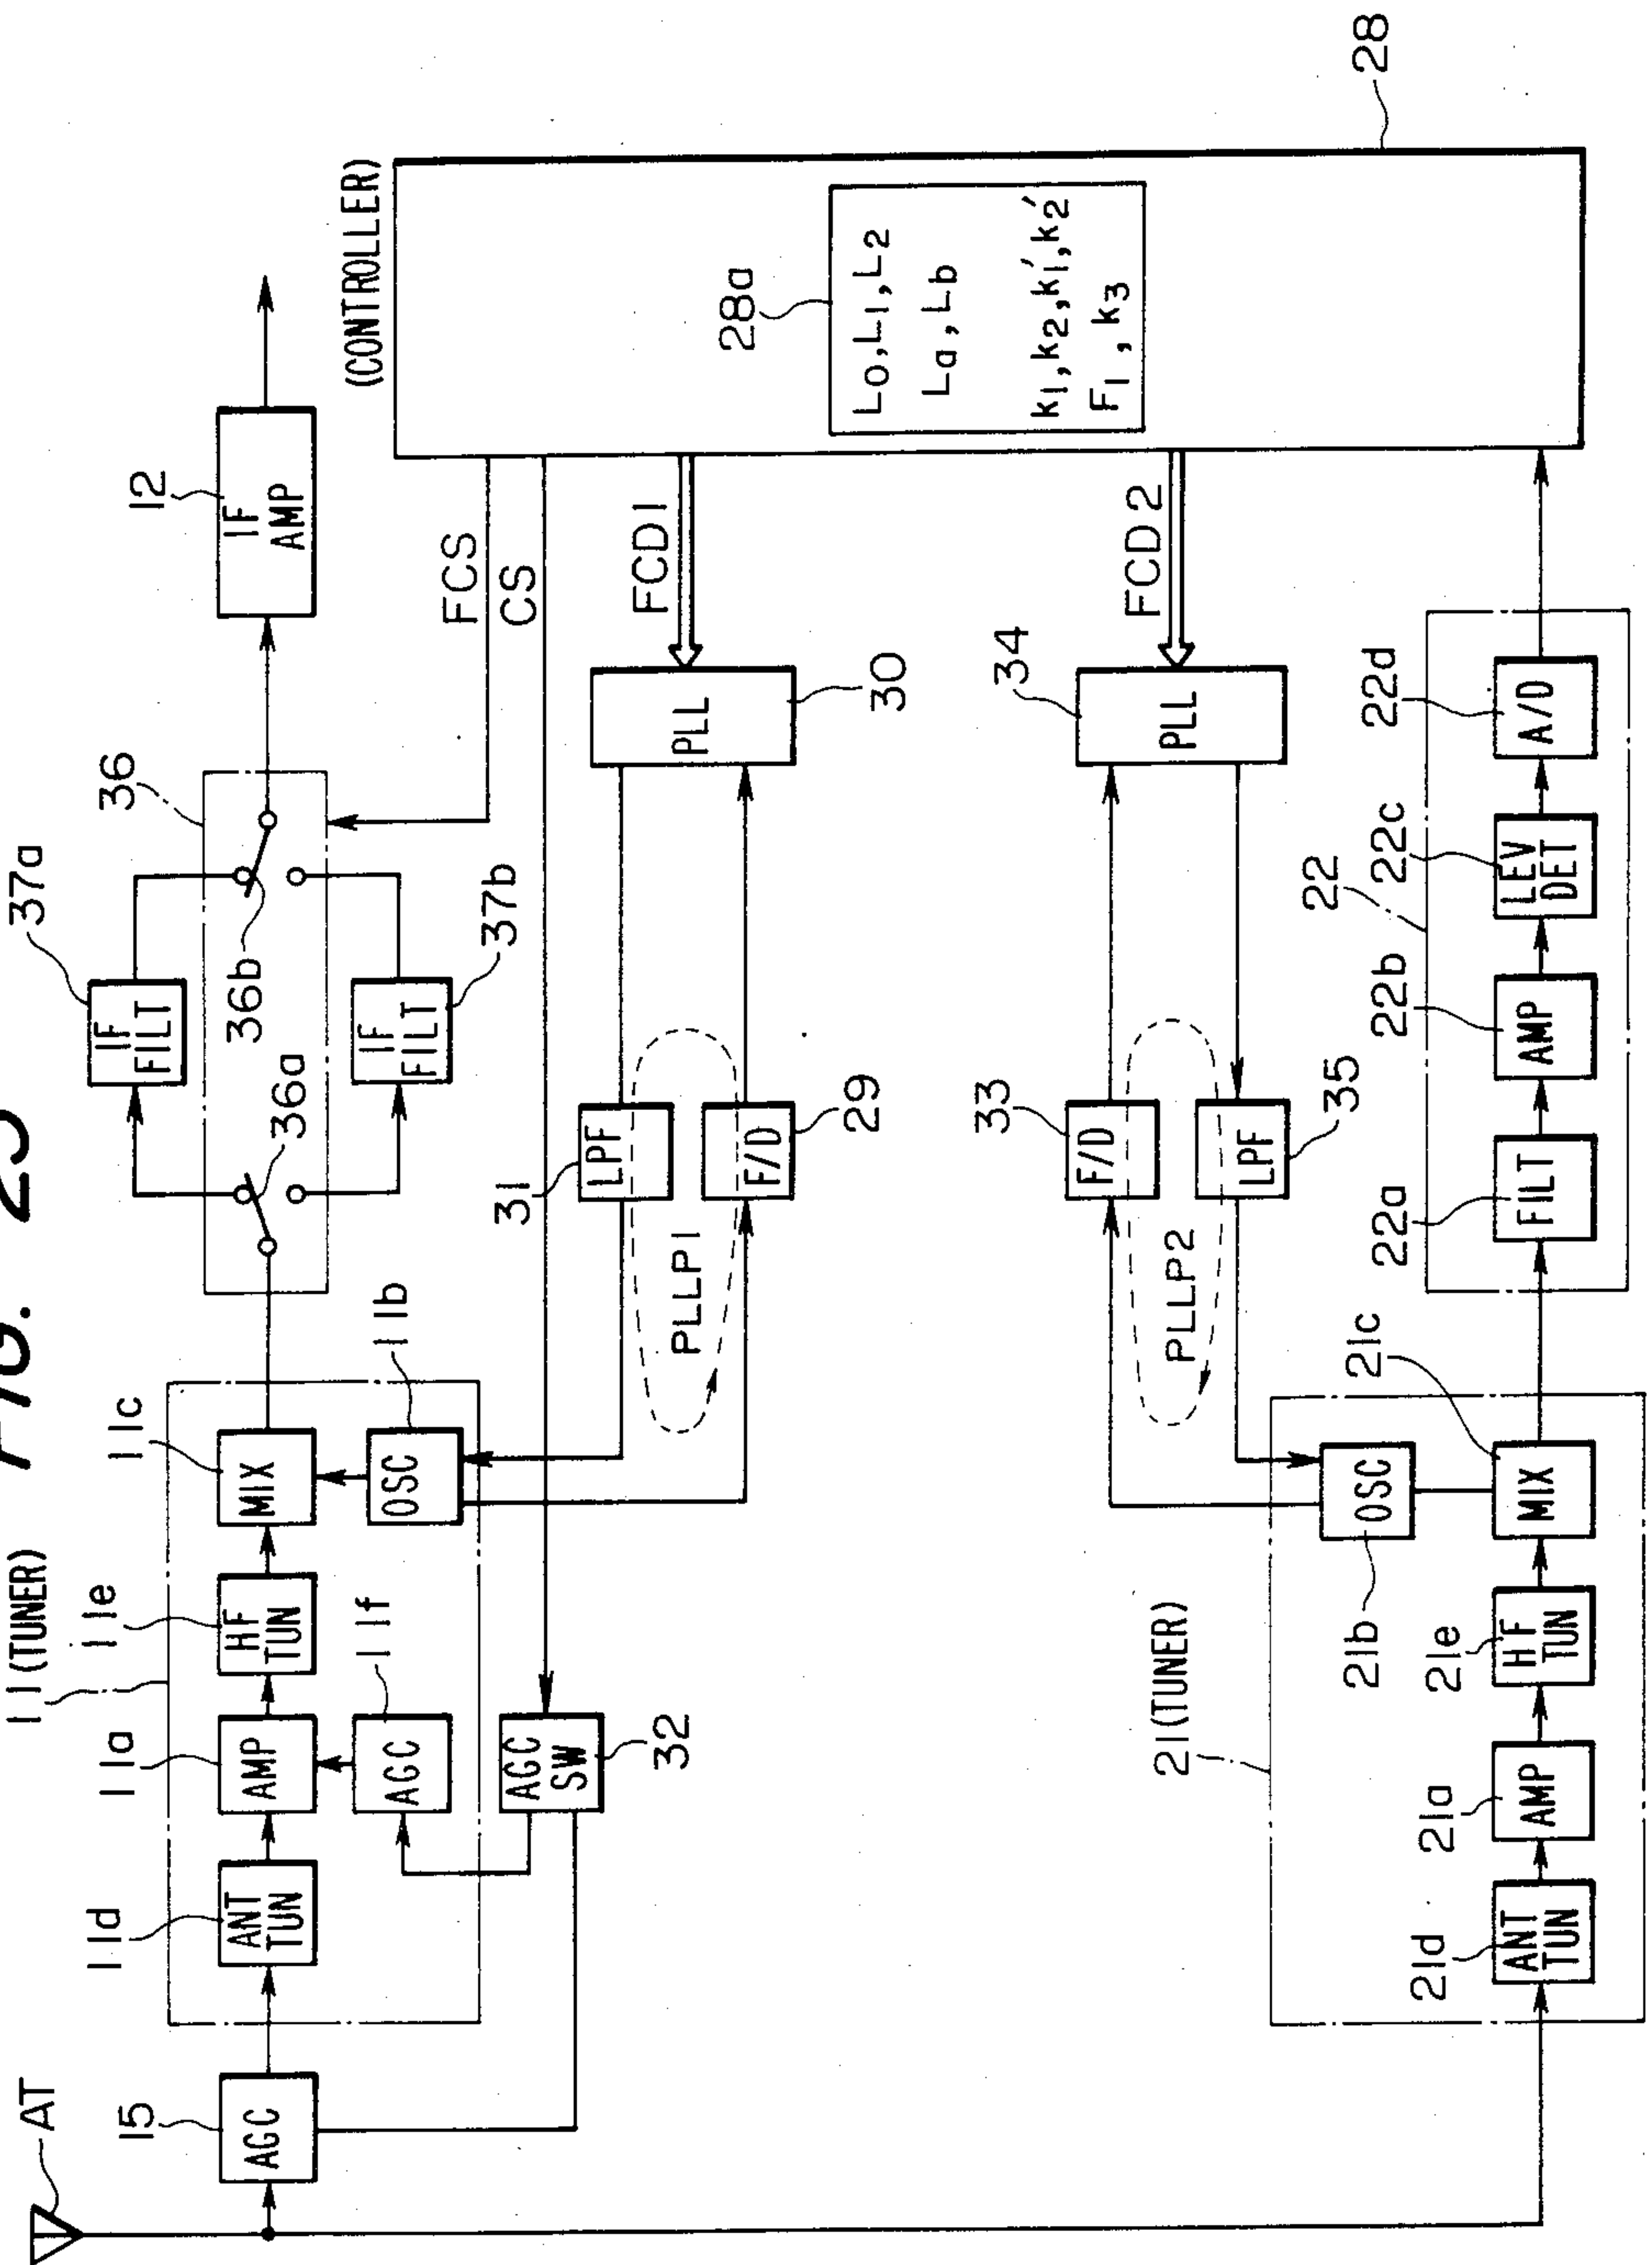 FIG.
AT
15
AGC
11 (TUNER)
11d
ANT
TUN
11a
AMP
11e
HF
TUN
11c
MIX
11f
AGC
11b
OSC
AGC
SW
32
37a
IF
FILT
36
36a
36b
IF
FILT
37b
12
IF
AMP
FCS
CS
31
LPF
PLLP1
F/D
29
PLL
30
FCD1
(CONTROLLER)
28
28a
L0,L1,L2
La,Lb
k1,k2,k1',k2'
F1,k3
33
F/D
PLLP2
LPF
35
34
PLL
FCD2
21 (TUNER)
21d
ANT
TUN
21a
AMP
21e
HF
TUN
21b
OSC
21c
MIX
22
22a
FILT
22b
AMP
22c
LEV
DET
22d
A/D